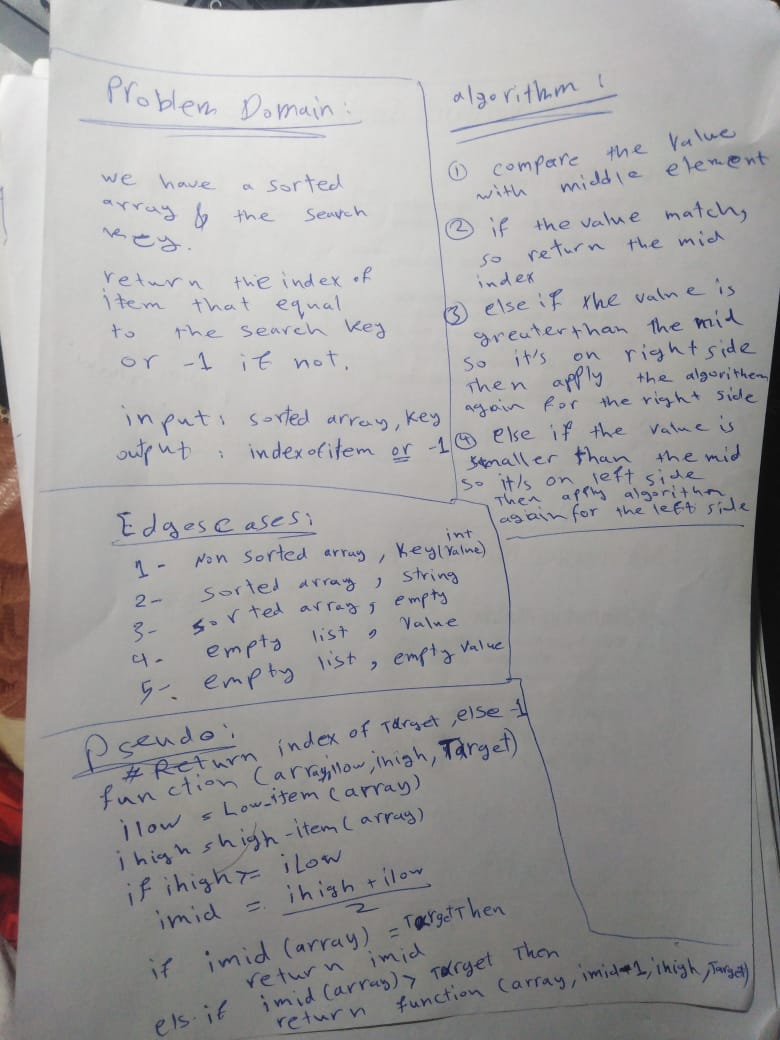 Problem Domain:
we have a sorted
array & the search
key.
return the index of
item that equal
to the search key
or -1 if not.
input: sorted array, key
output: index of item or -1
algorithm:
① compare the value
with middle element
② if the value match,
so return the mid
index
③ else if the value is
greater than the mid
so it's on right side
Then apply the algorithem
again for the right side
④ else if the value is
smaller than the mid
so it's on left side
Then apply algorithm
again for the left side
Edges Cases:
1- Non sorted array, key(int value)
2- sorted array, string
3- sorted array, empty
4- empty list, value
5- empty list, empty value
Pseudo:
# Return index of Target, else -1
function (array, ilow, ihigh, Target)
ilow = Low_item (array)
ihigh = high-item (array)
if ihigh >= iLow
imid = ihigh + ilow
2
if imid (array) = Target Then
return imid
els if imid (array) > Target Then
return function (array, imid 1, ihigh, Target)